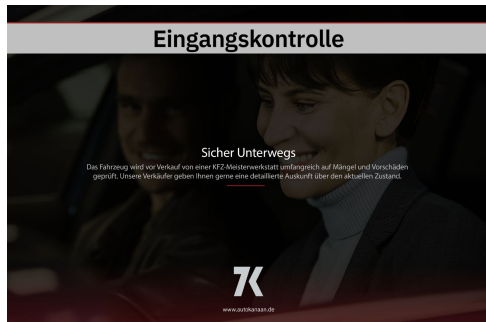 Eingangskontrolle
Sicher Unterwegs
Das Fahrzeug wird vor Verkauf von einer KFZ-Meisterwerkstatt umfangreich auf Mängel und Vorschäden
geprüft. Unsere Verkäufer geben Ihnen gerne eine detaillierte Auskunft über den aktuellen Zustand.
7K
www.autokanaan.de